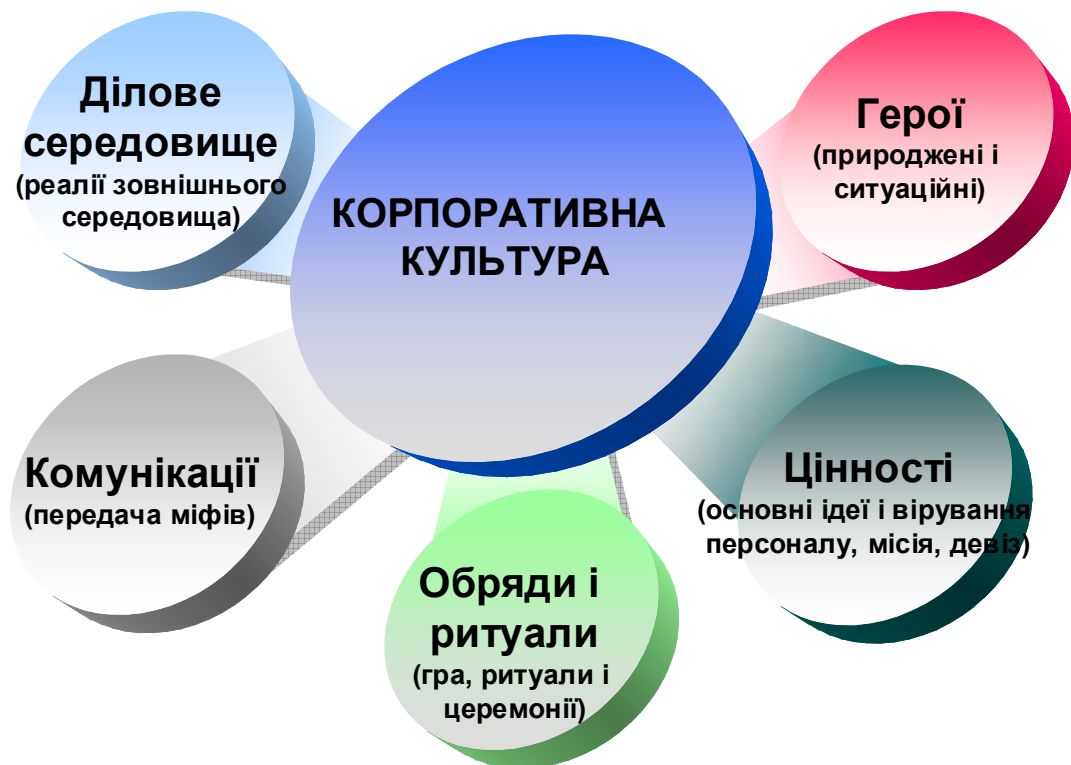 Ділове
середовище
(реалії зовнішнього
середовища)
КОРПОРАТИВНА
КУЛЬТУРА
Герої
(природжені і
ситуаційні)
Комунікації
(передача міфів)
Обряди і
ритуали
(гра, ритуали і
церемонії)
Цінності
(основні ідеї і вірування
персоналу, місія, девіз)